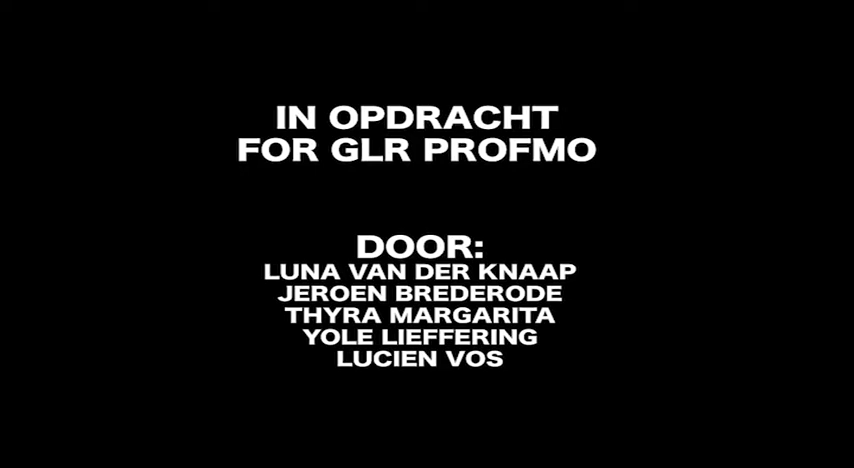 IN OPDRACHT
FOR GLR PROFMO
DOOR:
LUNA VAN DER KNAAP
JEROEN BREDERODE
THYRA MARGARITA
YOLE LIEFFERING
LUCIEN VOS